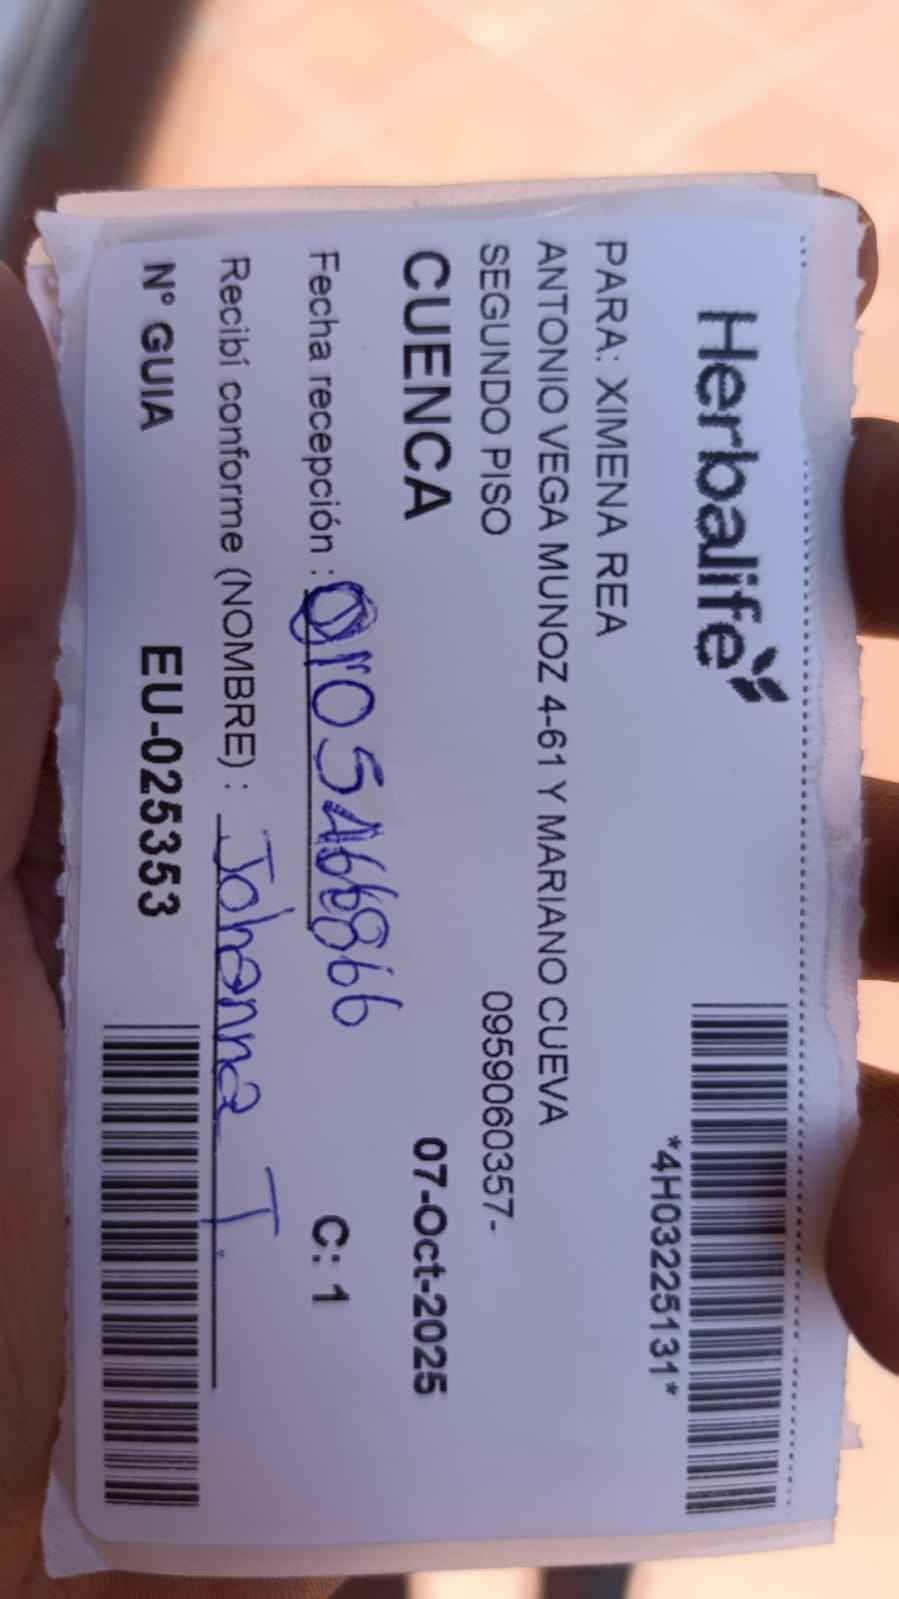 Herbalife
*4H03225131*
PARA: XIMENA REA
ANTONIO VEGA MUNOZ 4-61 Y MARIANO CUEVA
SEGUNDO PISO 0959060357-
CUENCA 07-Oct-2025
Fecha recepción : C: 1
Recibí conforme (NOMBRE) : Johanna T.
Nº GUIA EU-025353